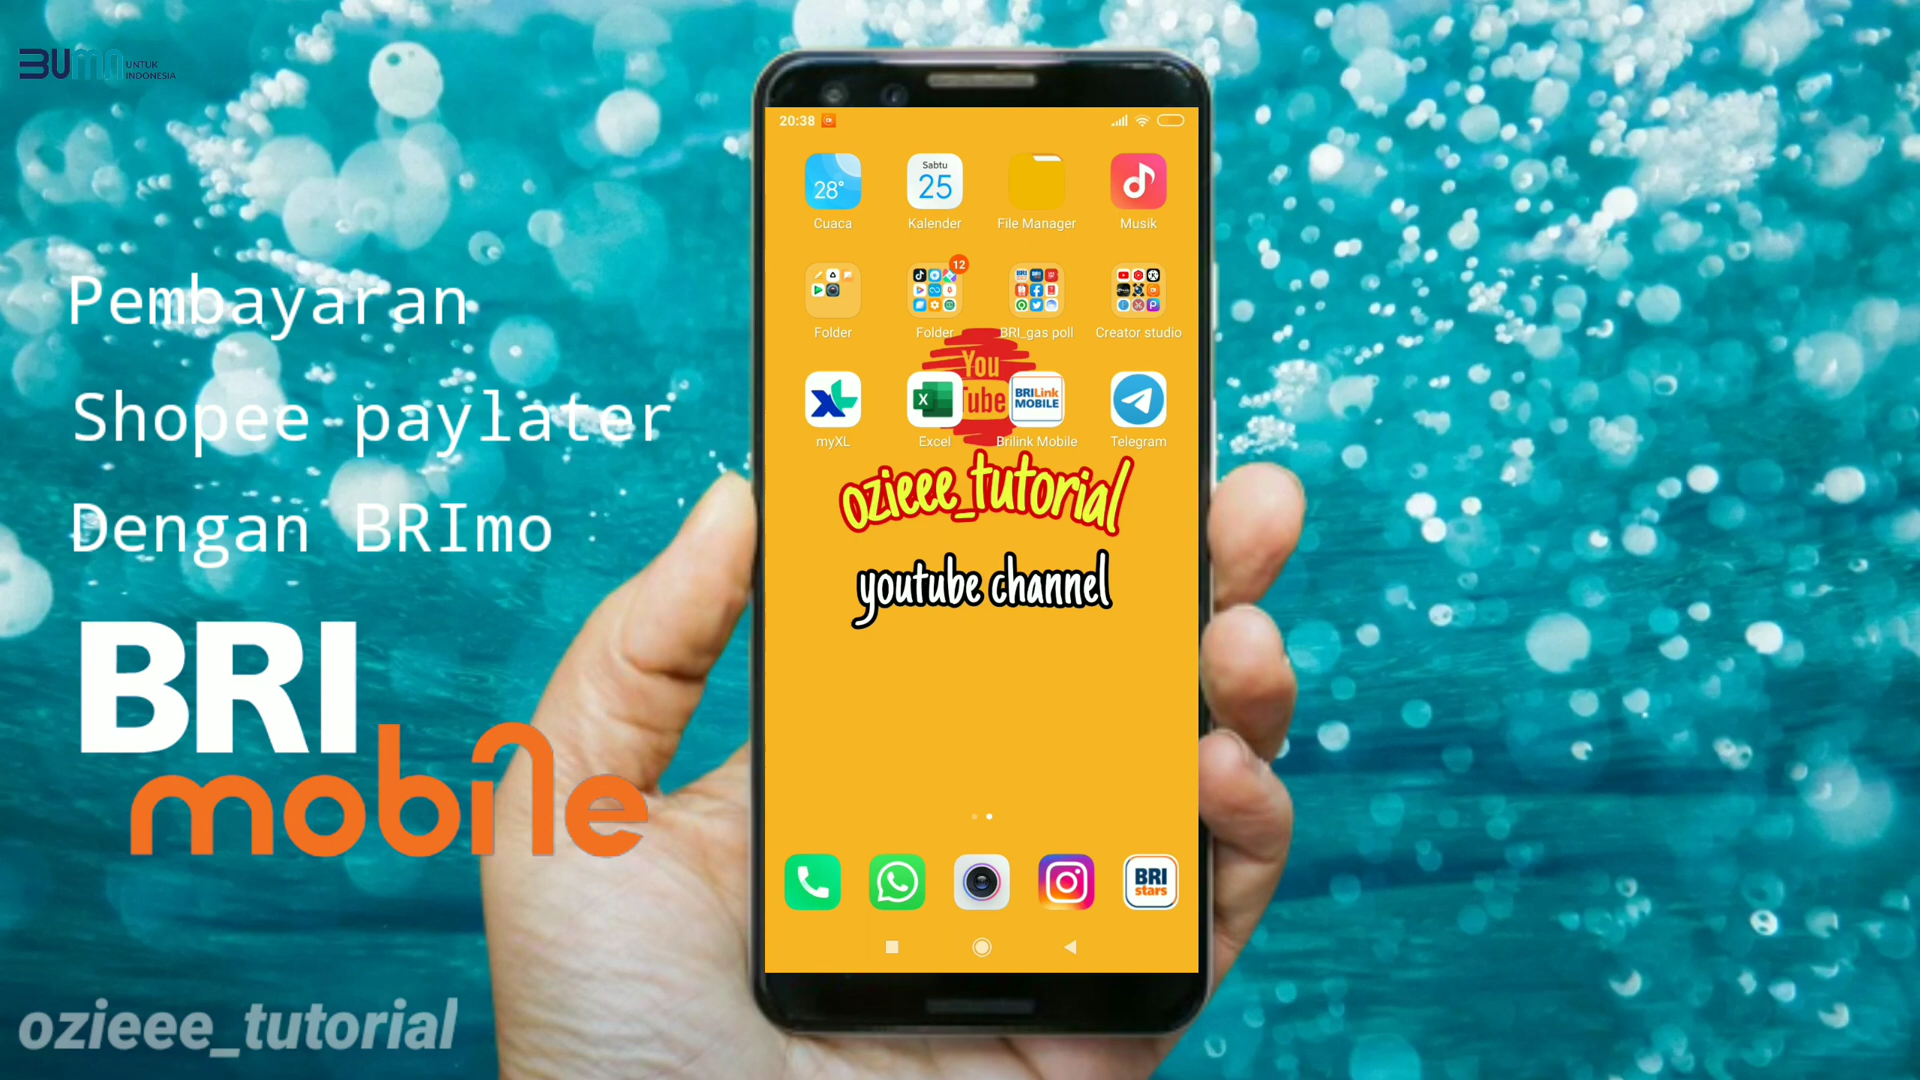 BUMN UNTUK
INDONESIA
Pembayaran
Shopee paylater
Dengan BRImo
BRI
mobile
ozieee_tutorial
20:38
28°
Sabtu
25
Cuaca
Kalender
File Manager
Musik
12
Folder
Folder
BRI_gas poll
Creator studio
You
Tube
BRILink
MOBILE
myXL
Excel
Brilink Mobile
Telegram
ozieee_tutorial
youtube channel
BRI
stars